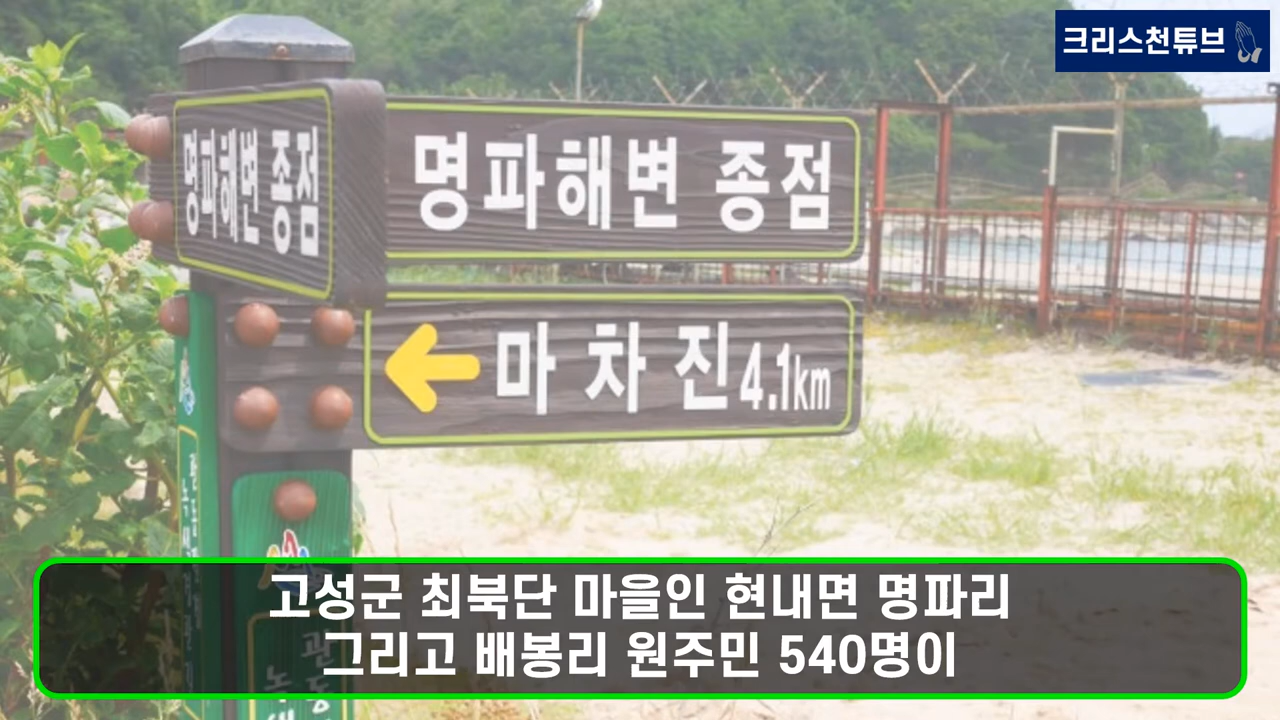 크리스천튜브
명파해변 종점
명파해변 종점
마차진 4.1km
고성군 최북단 마을인 현내면 명파리
그리고 배봉리 원주민 540명이